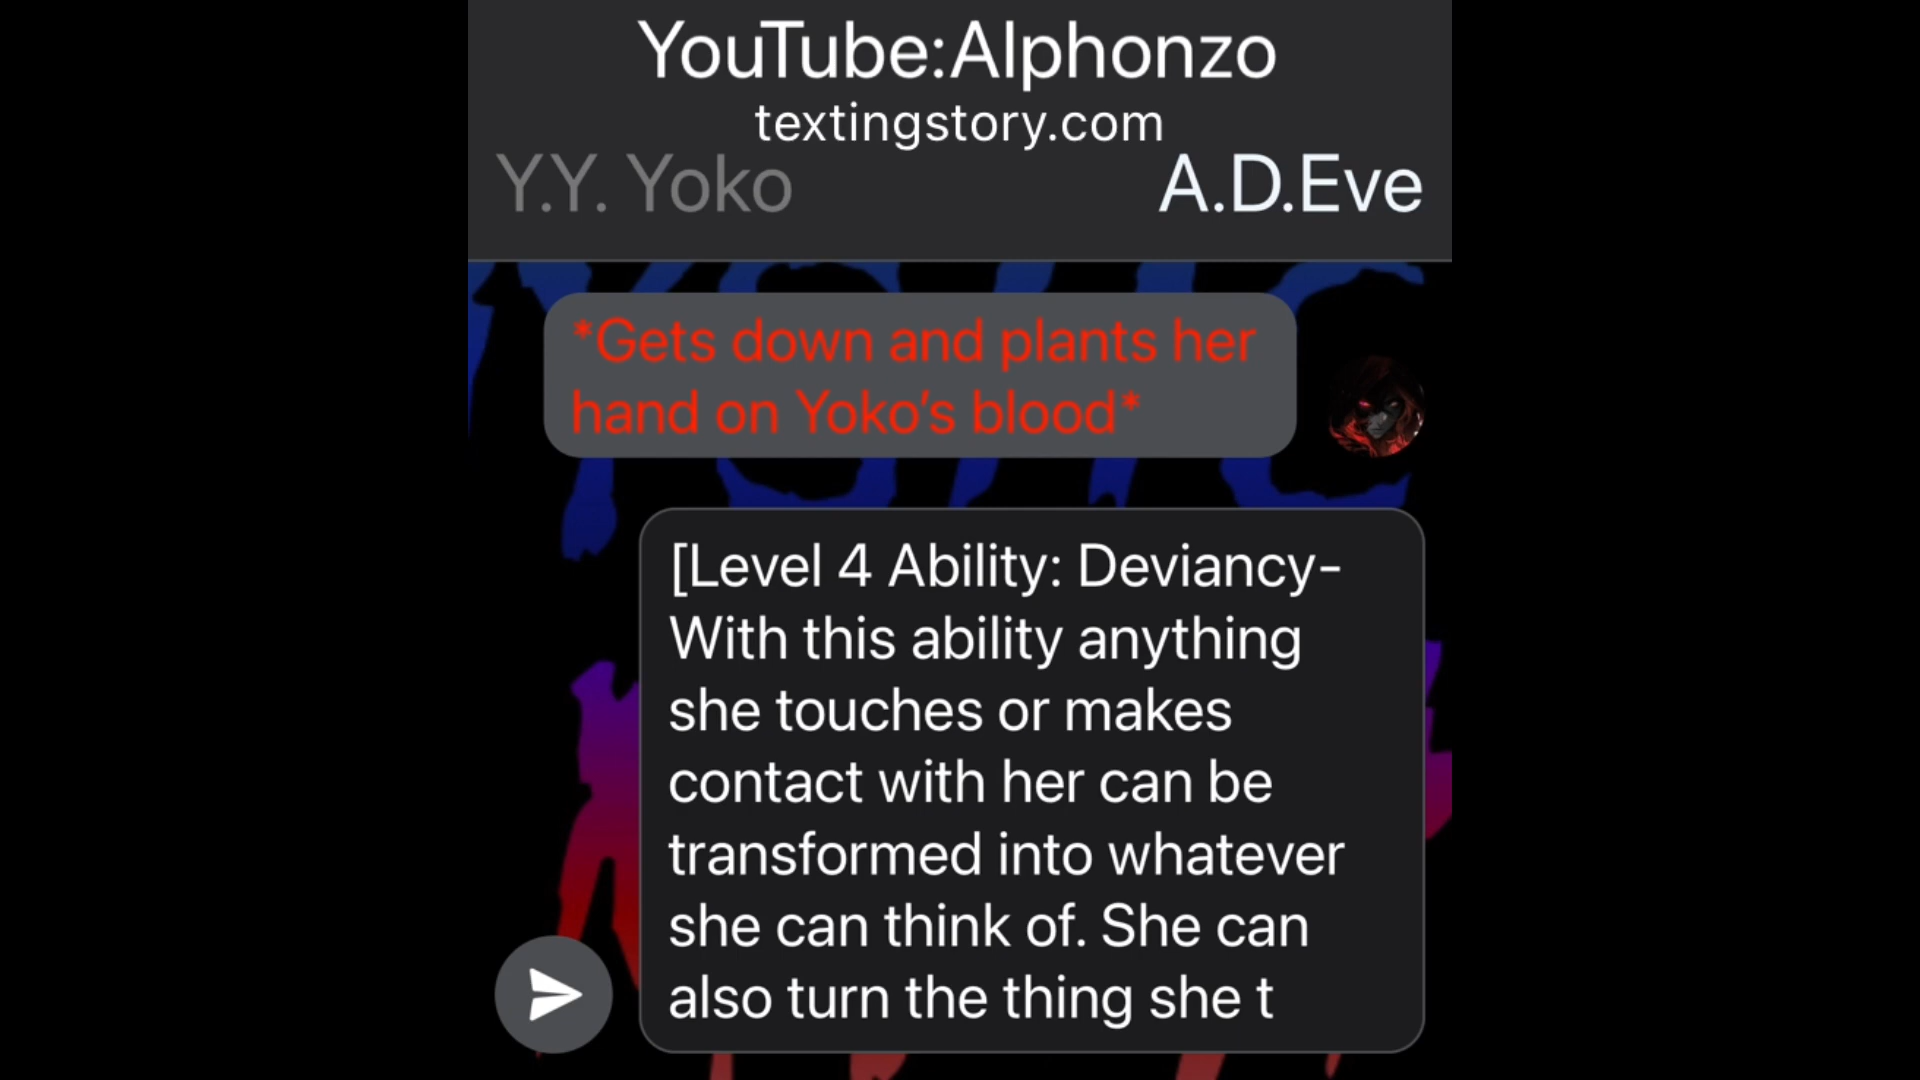 YouTube:Alphonzo
textingstory.com
Y.Y. Yoko
A.D.Eve
*Gets down and plants her
hand on Yoko's blood*
[Level 4 Ability: Deviancy-
With this ability anything
she touches or makes
contact with her can be
transformed into whatever
she can think of. She can
also turn the thing she t